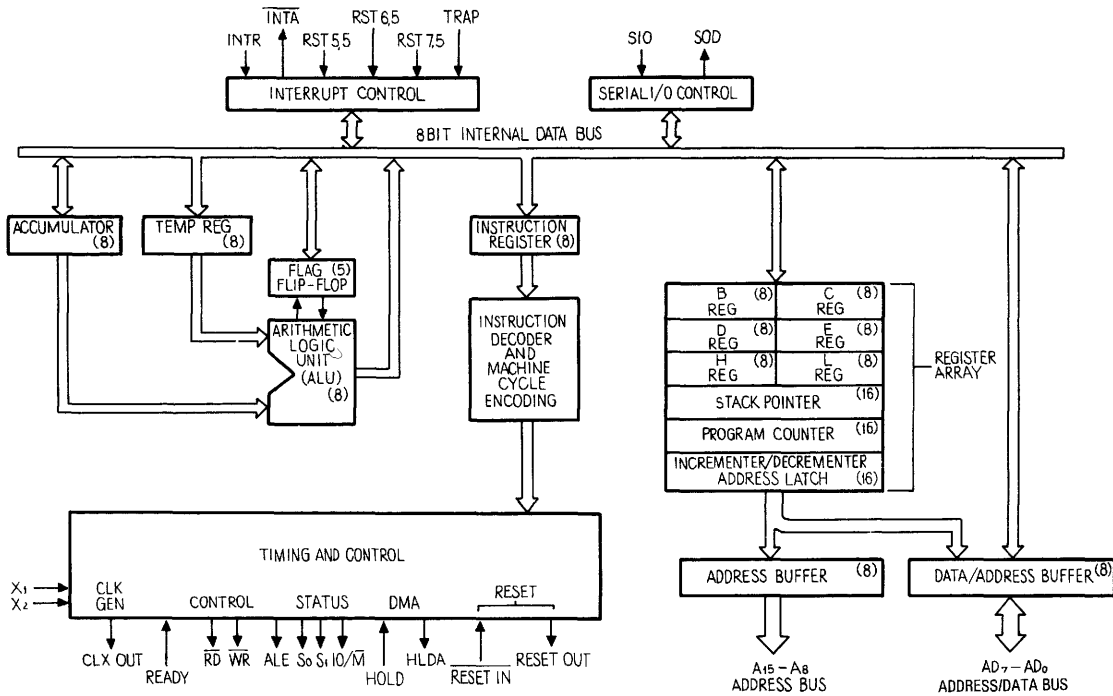 INTR
INTA
RST 5,5
RST 6,5
RST 7,5
TRAP
INTERRUPT CONTROL
SIO
SOD
SERIAL I/O CONTROL
8BIT INTERNAL DATA BUS
ACCUMULATOR
(8)
TEMP REG
(8)
FLAG (5)
FLIP-FLOP
ARITHMETIC
LOGIC
UNIT
(ALU)
(8)
INSTRUCTION
REGISTER (8)
INSTRUCTION
DECODER
AND
MACHINE
CYCLE
ENCODING
B (8)
REG
C (8)
REG
D (8)
REG
E (8)
REG
H (8)
REG
L (8)
REG
STACK POINTER (16)
PROGRAM COUNTER (16)
INCREMENTER/DECREMENTER
ADDRESS LATCH (16)
REGISTER
ARRAY
TIMING AND CONTROL
X1
X2
CLK
GEN
CONTROL
STATUS
DMA
RESET
CLX OUT
READY
RD
WR
ALE
S0
S1
IO/M
HOLD
HLDA
RESET IN
RESET OUT
ADDRESS BUFFER (8)
DATA/ADDRESS BUFFER (8)
A15-A8
ADDRESS BUS
AD7-AD0
ADDRESS/DATA BUS